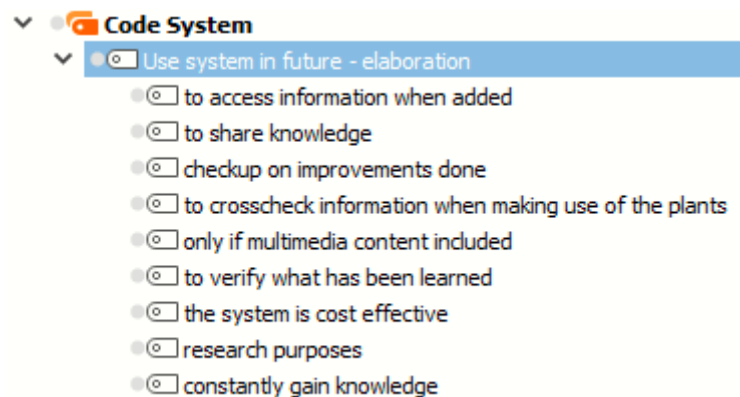 Code System
Use system in future - elaboration
to access information when added
to share knowledge
checkup on improvements done
to crosscheck information when making use of the plants
only if multimedia content included
to verify what has been learned
the system is cost effective
research purposes
constantly gain knowledge